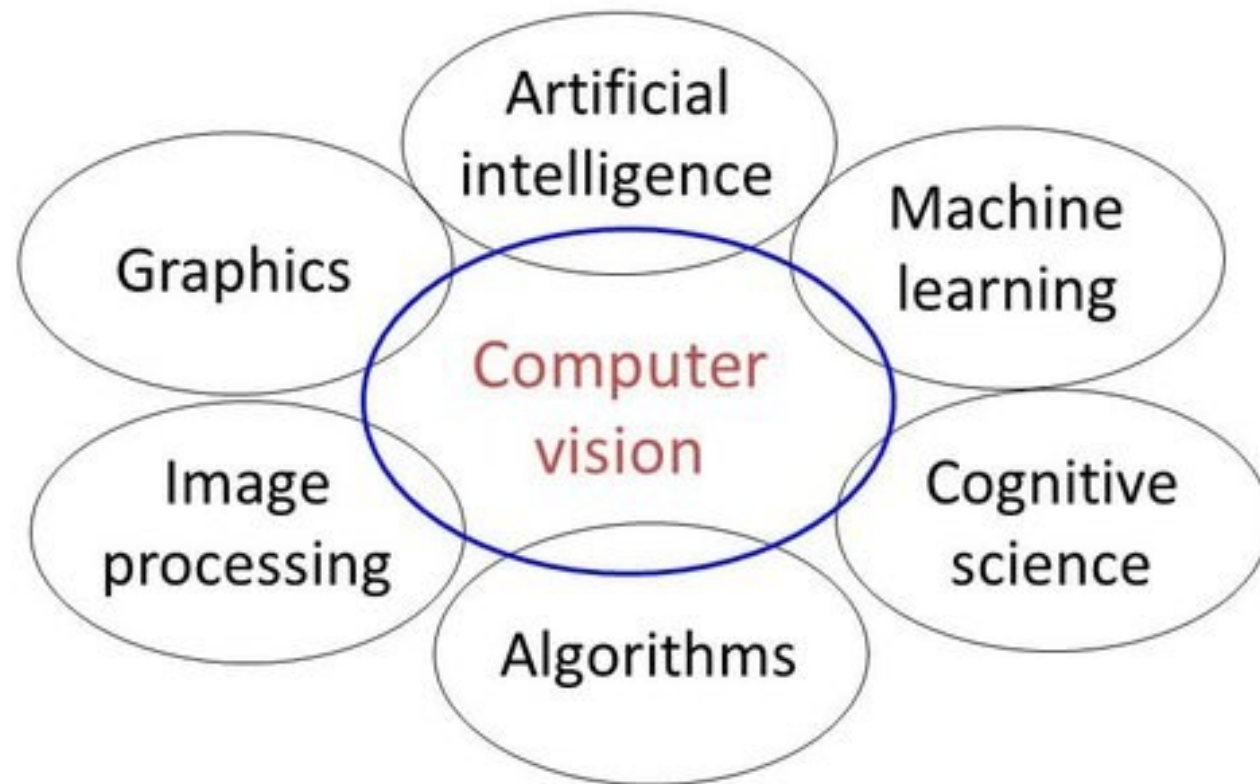 Artificial
intelligence
Machine
learning
Graphics
Computer
vision
Image
processing
Cognitive
science
Algorithms